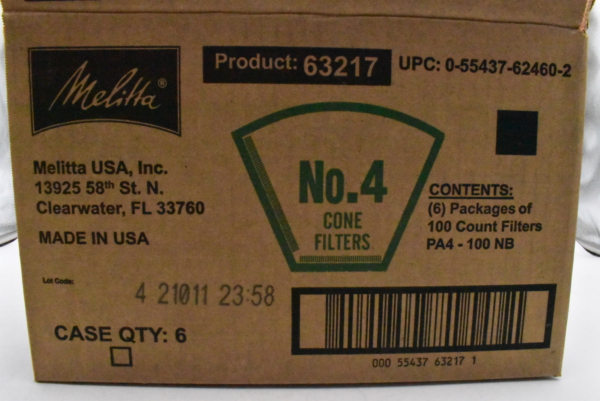 Product: 63217
UPC: 0-55437-62460-2
Melitta®
Melitta USA, Inc.
13925 58th St. N.
Clearwater, FL 33760
MADE IN USA
No.4
CONE
FILTERS
CONTENTS:
(6) Packages of
100 Count Filters
PA4 - 100 NB
Lot Code:
4 21011 23:58
CASE QTY: 6
000 55437 63217 1